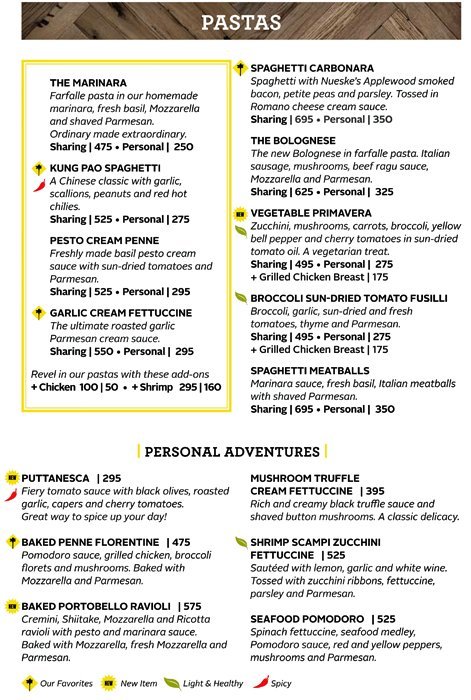 PASTAS
THE MARINARA
Farfalle pasta in our homemade
marinara, fresh basil, Mozzarella
and shaved Parmesan.
Ordinary made extraordinary.
Sharing | 475 • Personal | 250
KUNG PAO SPAGHETTI
A Chinese classic with garlic,
scallions, peanuts and red hot
chilies.
Sharing | 525 • Personal | 275
PESTO CREAM PENNE
Freshly made basil pesto cream
sauce with sun-dried tomatoes and
Parmesan.
Sharing | 525 • Personal | 295
GARLIC CREAM FETTUCCINE
The ultimate roasted garlic
Parmesan cream sauce.
Sharing | 550 • Personal | 295
Revel in our pastas with these add-ons
+ Chicken 100 | 50 • + Shrimp 295 | 160
SPAGHETTI CARBONARA
Spaghetti with Nueske's Applewood smoked
bacon, petite peas and parsley. Tossed in
Romano cheese cream sauce.
Sharing | 695 • Personal | 350
THE BOLOGNESE
The new Bolognese in farfalle pasta. Italian
sausage, mushrooms, beef ragu sauce,
Mozzarella and Parmesan.
Sharing | 625 • Personal | 325
VEGETABLE PRIMAVERA
Zucchini, mushrooms, carrots, broccoli, yellow
bell pepper and cherry tomatoes in sun-dried
tomato oil. A vegetarian treat.
Sharing | 495 • Personal | 275
+ Grilled Chicken Breast | 175
BROCCOLI SUN-DRIED TOMATO FUSILLI
Broccoli, garlic, sun-dried and fresh
tomatoes, thyme and Parmesan.
Sharing | 495 • Personal | 275
+ Grilled Chicken Breast | 175
SPAGHETTI MEATBALLS
Marinara sauce, fresh basil, Italian meatballs
with shaved Parmesan.
Sharing | 695 • Personal | 350
| PERSONAL ADVENTURES |
PUTTANESCA | 295
Fiery tomato sauce with black olives, roasted
garlic, capers and cherry tomatoes.
Great way to spice up your day!
BAKED PENNE FLORENTINE | 475
Pomodoro sauce, grilled chicken, broccoli
florets and mushrooms. Baked with
Mozzarella and Parmesan.
BAKED PORTOBELLO RAVIOLI | 575
Cremini, Shiitake, Mozzarella and Ricotta
ravioli with pesto and marinara sauce.
Baked with Mozzarella, fresh Mozzarella and
Parmesan.
MUSHROOM TRUFFLE
CREAM FETTUCCINE | 395
Rich and creamy black truffle sauce and
shaved button mushrooms. A classic delicacy.
SHRIMP SCAMPI ZUCCHINI
FETTUCCINE | 525
Sautéed with lemon, garlic and white wine.
Tossed with zucchini ribbons, fettuccine,
parsley and Parmesan.
SEAFOOD POMODORO | 525
Spinach fettuccine, seafood medley,
Pomodoro sauce, red and yellow peppers,
mushrooms and Parmesan.
Our Favorites NEW New Item Light & Healthy Spicy